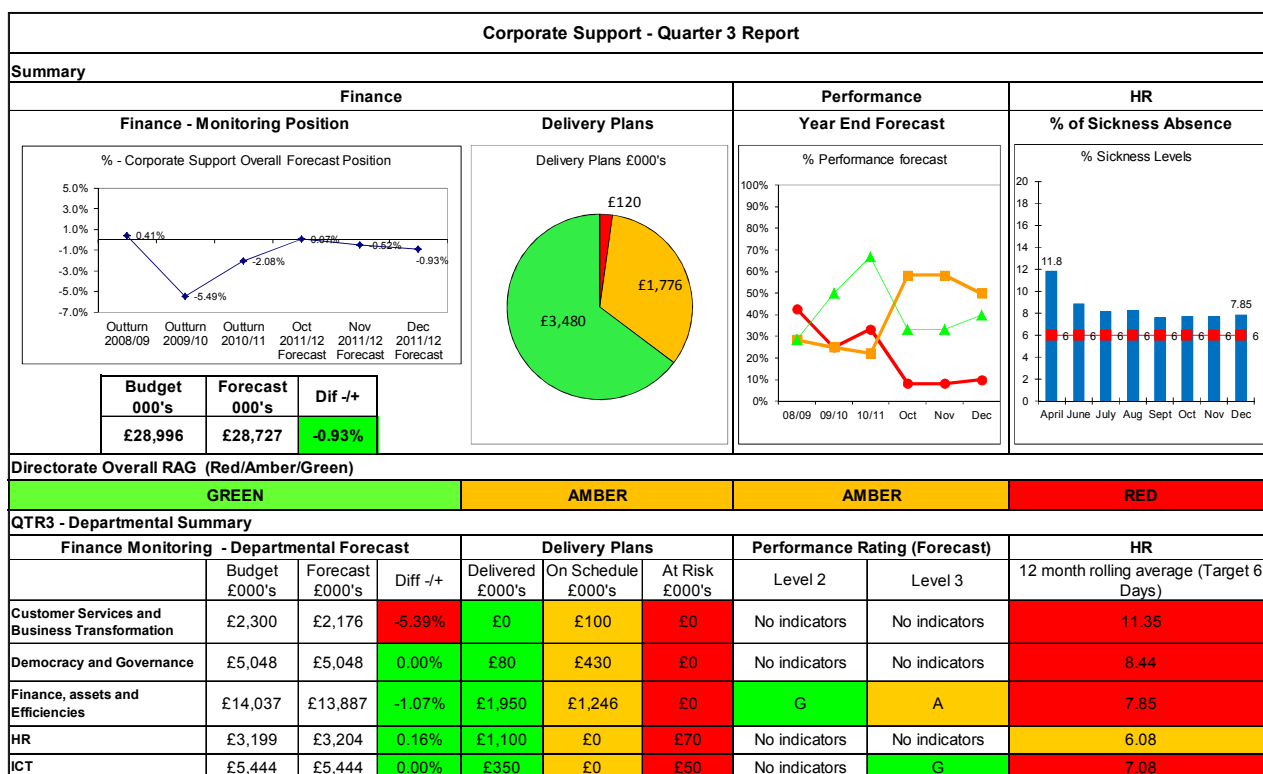 Corporate Support - Quarter 3 Report
Summary
Finance
Performance
HR
Finance - Monitoring Position
Delivery Plans
Year End Forecast
% of Sickness Absence
% - Corporate Support Overall Forecast Position
5.0%
3.0%
1.0%
-1.0%
-3.0%
-5.0%
-7.0%
0.41%
-5.49%
-2.08%
0.07%
-0.52%
-0.93%
Outturn 2008/09
Outturn 2009/10
Outturn 2010/11
Oct 2011/12 Forecast
Nov 2011/12 Forecast
Dec 2011/12 Forecast
Budget 000's
Forecast 000's
Dif -/+
£28,996
£28,727
-0.93%
Delivery Plans £000's
£120
£1,776
£3,480
% Performance forecast
100%
90%
80%
70%
60%
50%
40%
30%
20%
10%
0%
08/09 09/10 10/11 Oct Nov Dec
% Sickness Levels
20
18
16
14
12
10
8
6
4
2
0
11.8
7.85
6 6 6 6 6 6 6 6
April June July Aug Sept Oct Nov Dec
Directorate Overall RAG (Red/Amber/Green)
GREEN
AMBER
AMBER
RED
QTR3 - Departmental Summary
Finance Monitoring - Departmental Forecast
Delivery Plans
Performance Rating (Forecast)
HR
Budget £000's
Forecast £000's
Diff -/+
Delivered £000's
On Schedule £000's
At Risk £000's
Level 2
Level 3
12 month rolling average (Target 6 Days)
Customer Services and Business Transformation £2,300 £2,176 -5.39% £0 £100 £0 No indicators No indicators 11.35
Democracy and Governance £5,048 £5,048 0.00% £80 £430 £0 No indicators No indicators 8.44
Finance, assets and Efficiencies £14,037 £13,887 -1.07% £1,950 £1,246 £0 G A 7.85
HR £3,199 £3,204 0.16% £1,100 £0 £70 No indicators No indicators 6.08
ICT £5,444 £5,444 0.00% £350 £0 £50 No indicators G 7.08